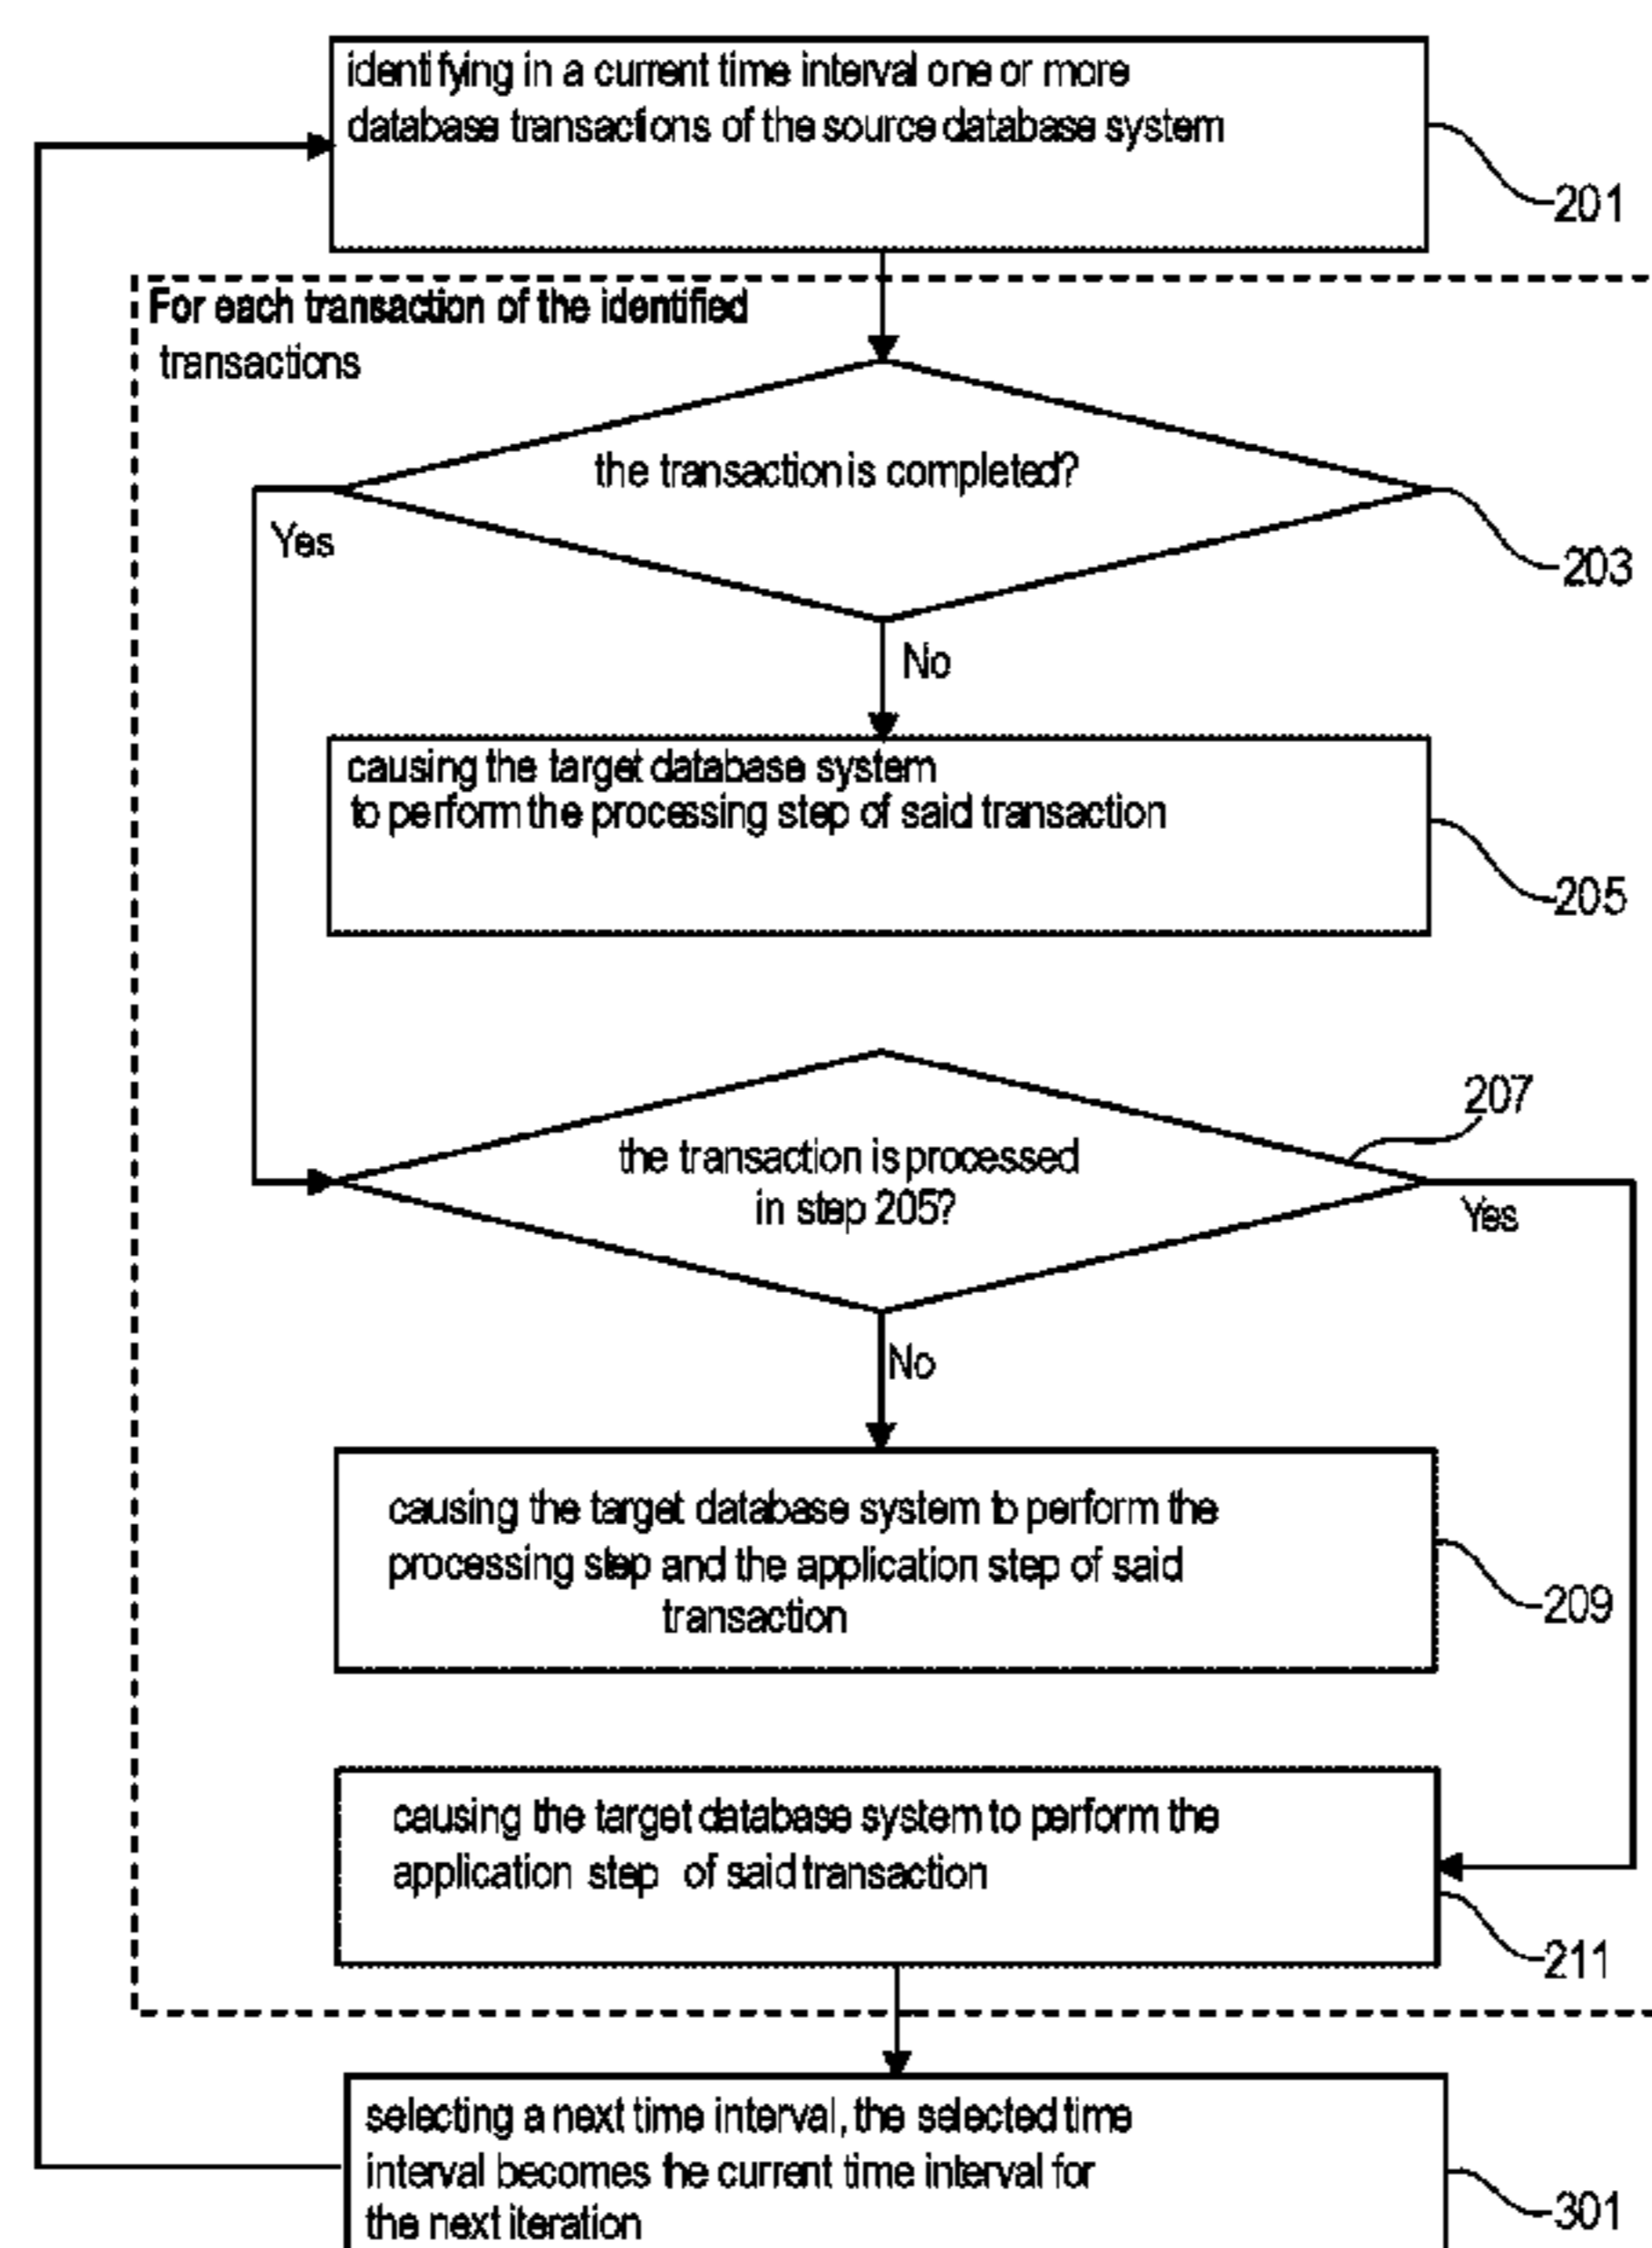 identifying in a current time interval one or more
database transactions of the source database system
201
For each transaction of the identified
transactions
the transaction is completed?
Yes
203
No
causing the target database system
to perform the processing step of said transaction
205
207
the transaction is processed
in step 205?
Yes
No
causing the target database system to perform the
processing step and the application step of said
transaction
209
causing the target database system to perform the
application step of said transaction
211
selecting a next time interval, the selected time
interval becomes the current time interval for
the next iteration
301